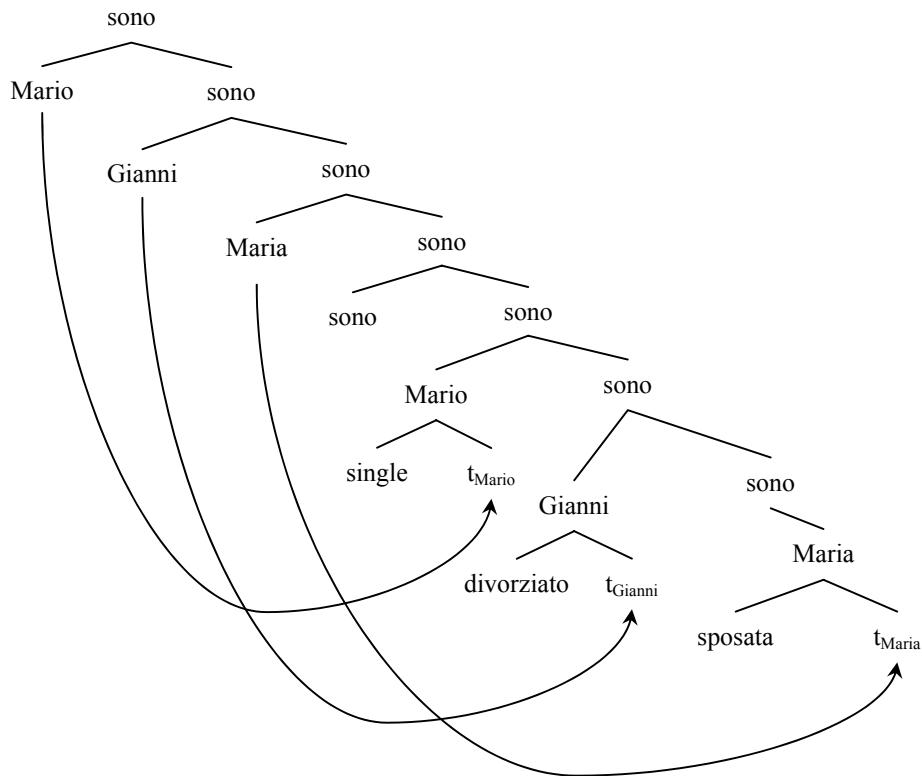 sono
Mario sono
Gianni sono
Maria sono
sono sono
Mario sono
single tMario sono
Gianni
Maria
divorziato tGianni
sposata tMaria